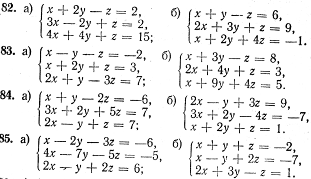 82. а) { x + 2y − z = 2,
3x − 2y + z = 2,
4x + 4y + z = 15;
б) { x + y − z = 6,
2x + 3y + z = 9,
x + 2y + 4z = −1.
83. а) { x − y − z = −2,
x + 2y + z = 3,
2x + y − 3z = 7;
б) { x + 3y − z = 8,
2x + 4y + z = 3,
x + 9y + 4z = 5.
84. а) { x + y − 2z = −6,
3x + 2y + 5z = 7,
2x − y + z = 7;
б) { 2x − y + 3z = 9,
3x + 2y − 4z = −7,
x + 2y + z = 1.
85. а) { x − 2y − 3z = −6,
4x − 7y − 5z = −5,
2x − y + 2z = 6;
б) { x + y + z = −2,
x − y + 2z = −7,
2x + 3y − z = 1.